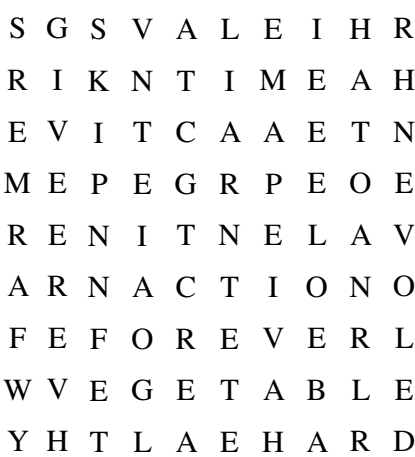 S G S V A L E I H R
R I K N T I M E A H
E V I T C A A E T N
M E P E G R P E O E
R E N I T N E L A V
A R N A C T I O N O
F E F O R E V E R L
W V E G E T A B L E
Y H T L A E H A R D